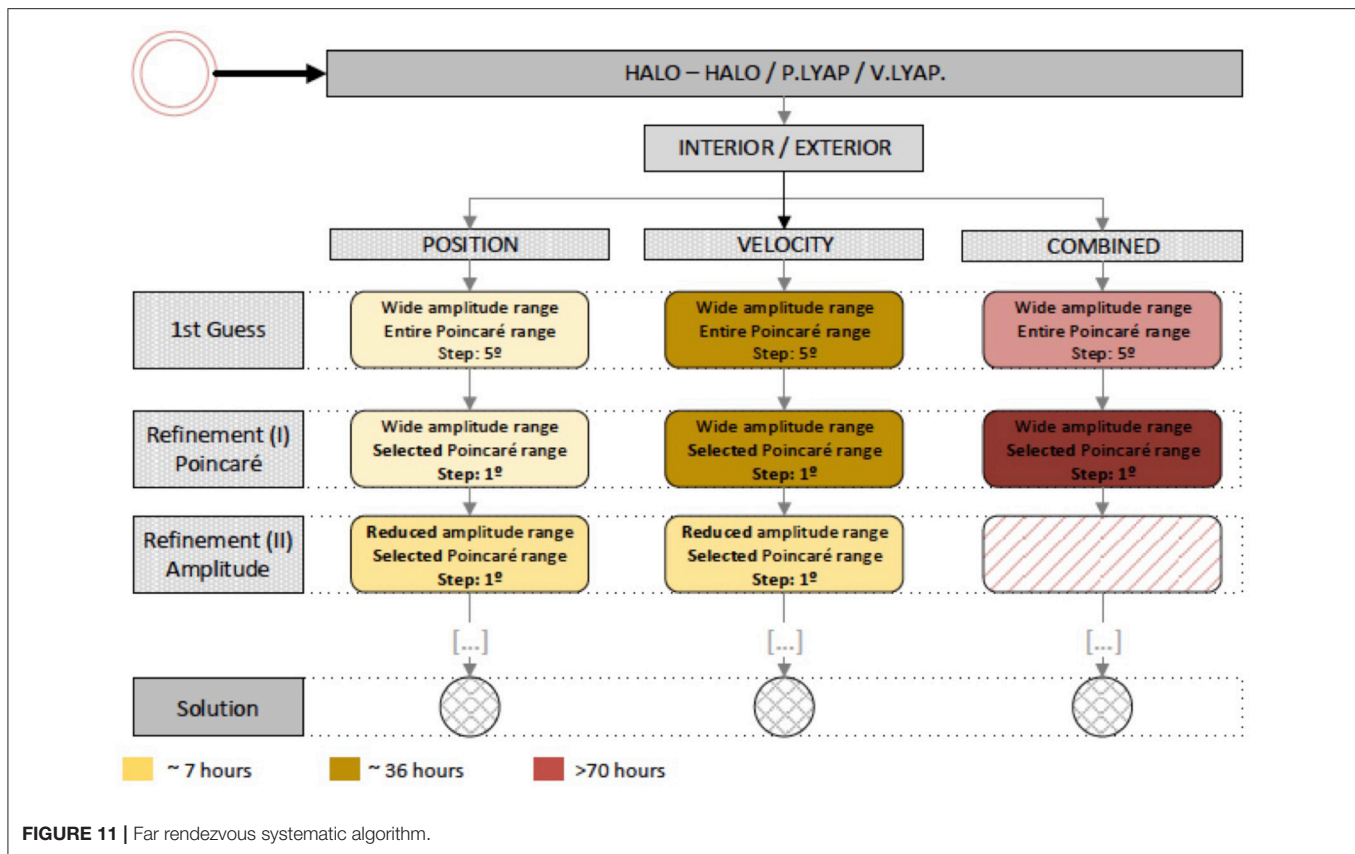 HALO – HALO / P.LYAP / V.LYAP.
INTERIOR / EXTERIOR
POSITION
VELOCITY
COMBINED
1st Guess
Wide amplitude range
Entire Poincaré range
Step: 5º
Wide amplitude range
Entire Poincaré range
Step: 5º
Wide amplitude range
Entire Poincaré range
Step: 5º
Refinement (I)
Poincaré
Wide amplitude range
Selected Poincaré range
Step: 1º
Wide amplitude range
Selected Poincaré range
Step: 1º
Wide amplitude range
Selected Poincaré range
Step: 1º
Refinement (II)
Amplitude
Reduced amplitude range
Selected Poincaré range
Step: 1º
Reduced amplitude range
Selected Poincaré range
Step: 1º
[...]
[...]
[...]
Solution
~ 7 hours
~ 36 hours
>70 hours
FIGURE 11 | Far rendezvous systematic algorithm.